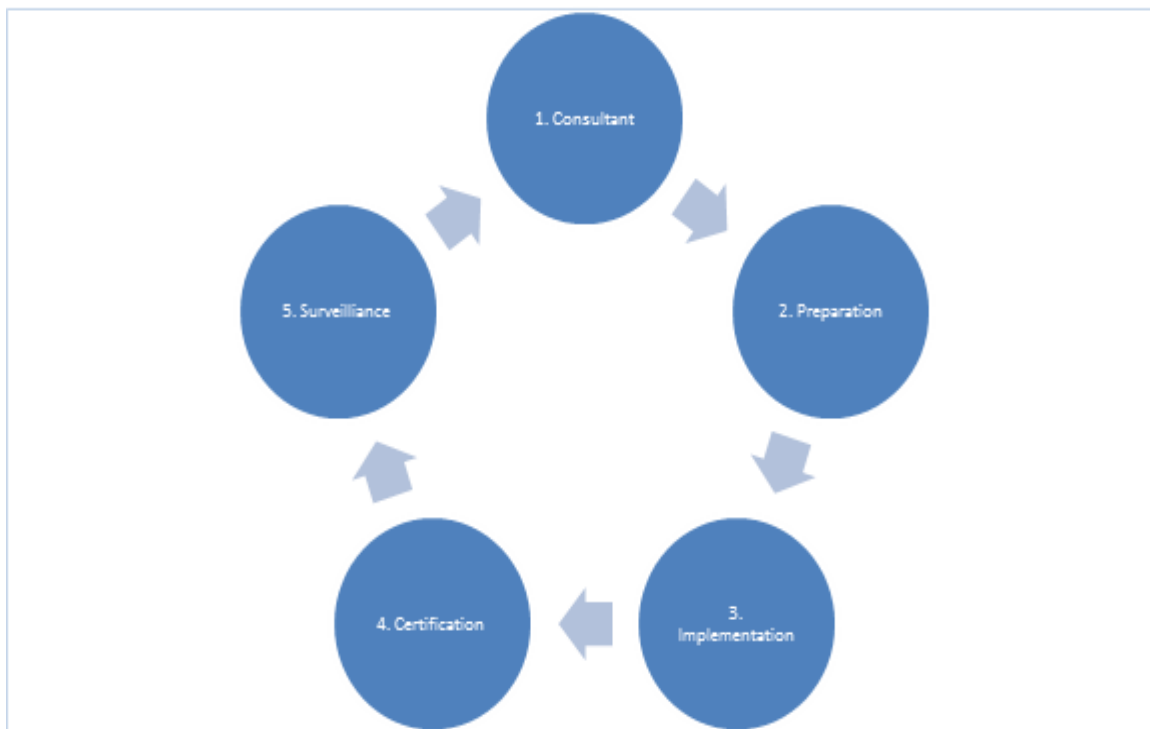 1. Consultant
2. Preparation
3.
Implementation
4. Certification
5. Surveilliance